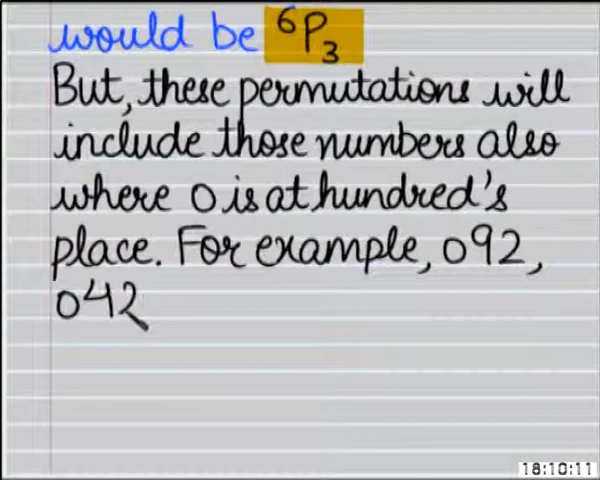 would be ⁶P₃
But, these permutations will
include those numbers also
where 0 is at hundred's
place. For example, 092,
042
18:10:11